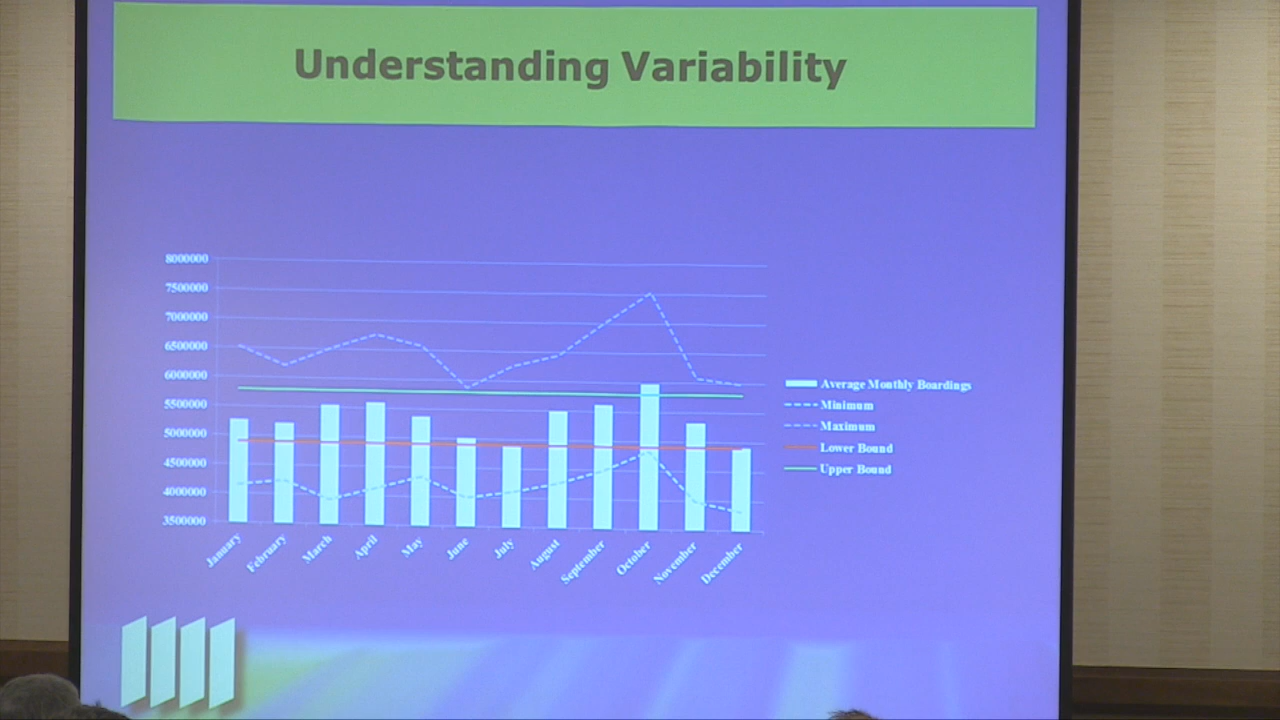 Understanding Variability
8000000
7500000
7000000
6500000
6000000
5500000
5000000
4500000
4000000
3500000
January
February
March
April
May
June
July
August
September
October
November
December
Average Monthly Boardings
Minimum
Maximum
Lower Bound
Upper Bound